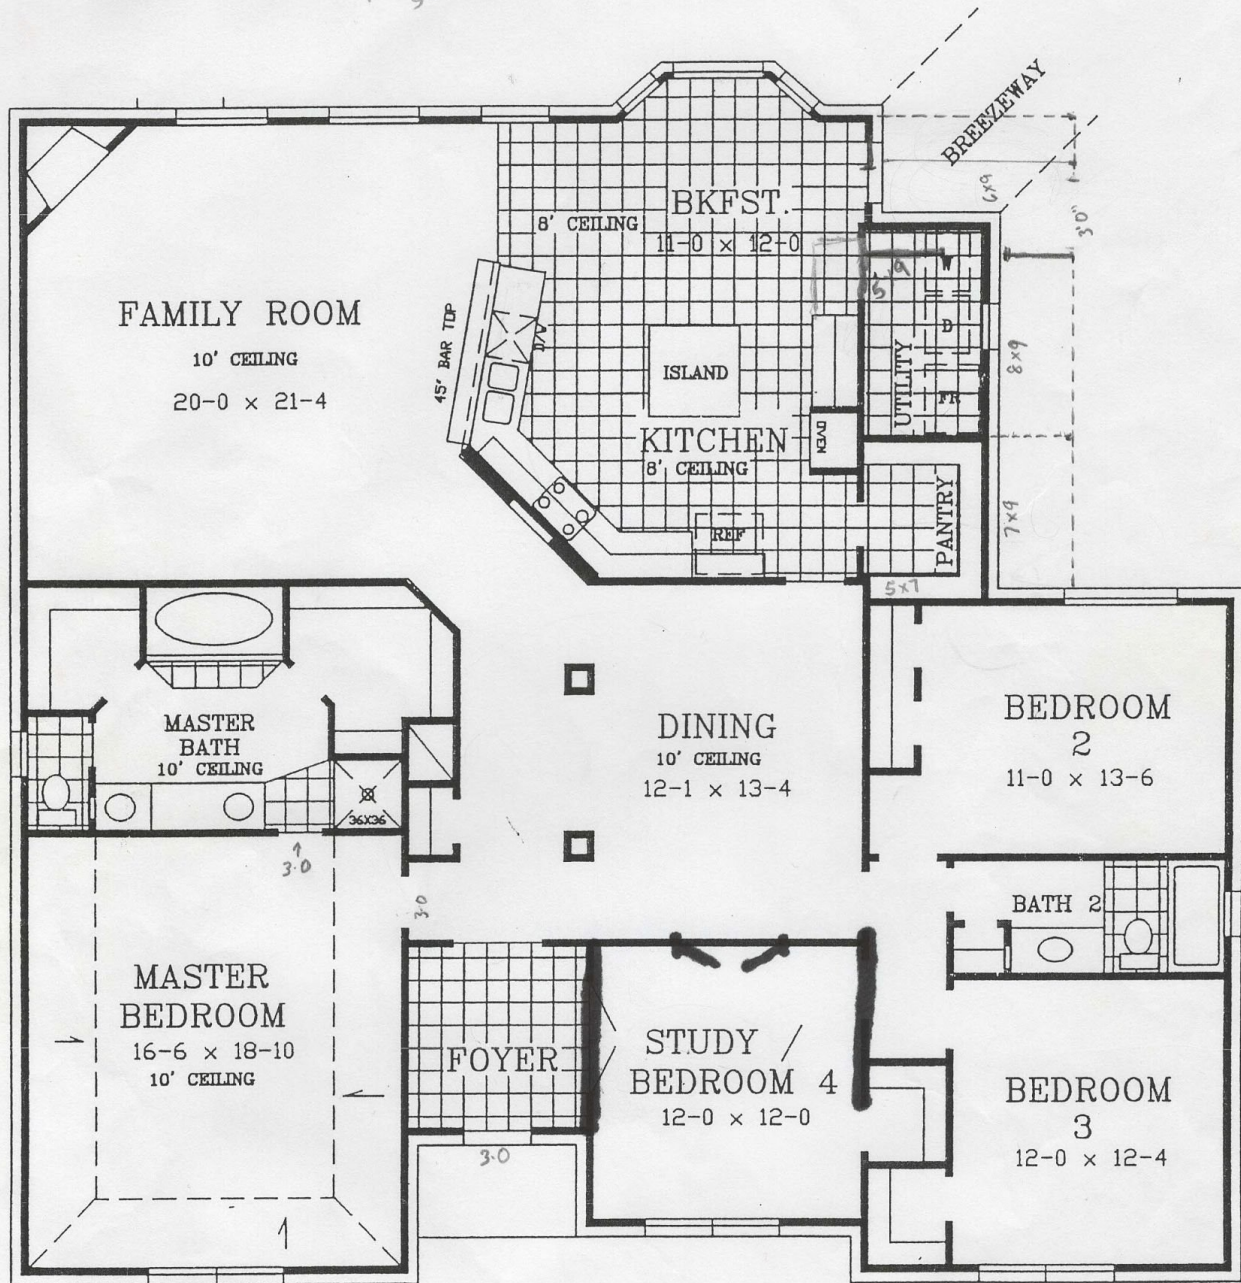 BREEZEWAY
BKFST.
8' CEILING
11-0 x 12-0
6x9
3'0"
W
D
FR
UTILITY
8x9
FAMILY ROOM
10' CEILING
20-0 x 21-4
45" BAR TOP
D/W
ISLAND
KITCHEN
8' CEILING
OVEN
REF
PANTRY
7x9
5x7
MASTER
BATH
10' CEILING
36X36
3.0
3.0
DINING
10' CEILING
12-1 x 13-4
BEDROOM
2
11-0 x 13-6
BATH 2
MASTER
BEDROOM
16-6 x 18-10
10' CEILING
FOYER
3.0
STUDY /
BEDROOM 4
12-0 x 12-0
BEDROOM
3
12-0 x 12-4